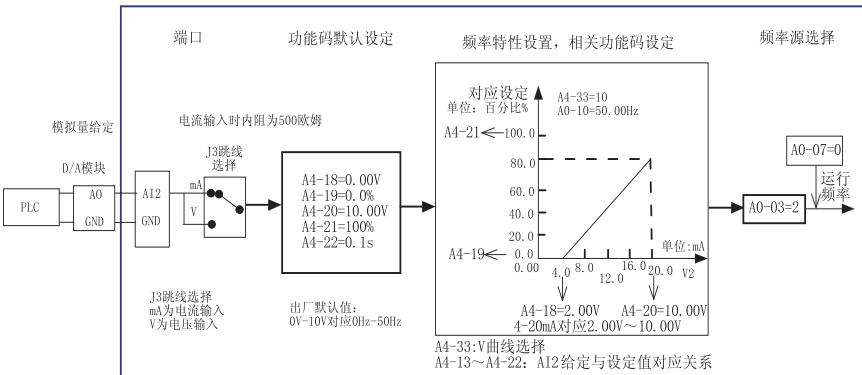 端口
功能码默认设定
频率特性设置，相关功能码设定
频率源选择
模拟量给定
D/A模块
PLC
AO
GND
AI2
GND
电流输入时内阻为500欧姆
J3跳线
选择
mA
V
J3跳线选择
mA为电流输入
V为电压输入
A4-18=0.00V
A4-19=0.0%
A4-20=10.00V
A4-21=100%
A4-22=0.1s
出厂默认值：
0V-10V对应0Hz-50Hz
对应设定
单位：百分比%
A4-33=10
A0-10=50.00Hz
A4-21
100.0
80.0
60.0
40.0
20.0
A4-19
0.0
0.00
4.0
8.0
12.0
16.0
20.0
单位:mA
V2
A4-18=2.00V
A4-20=10.00V
4-20mA对应2.00V～10.00V
A4-33:V曲线选择
A4-13～A4-22：AI2给定与设定值对应关系
A0-07=0
运行
频率
A0-03=2